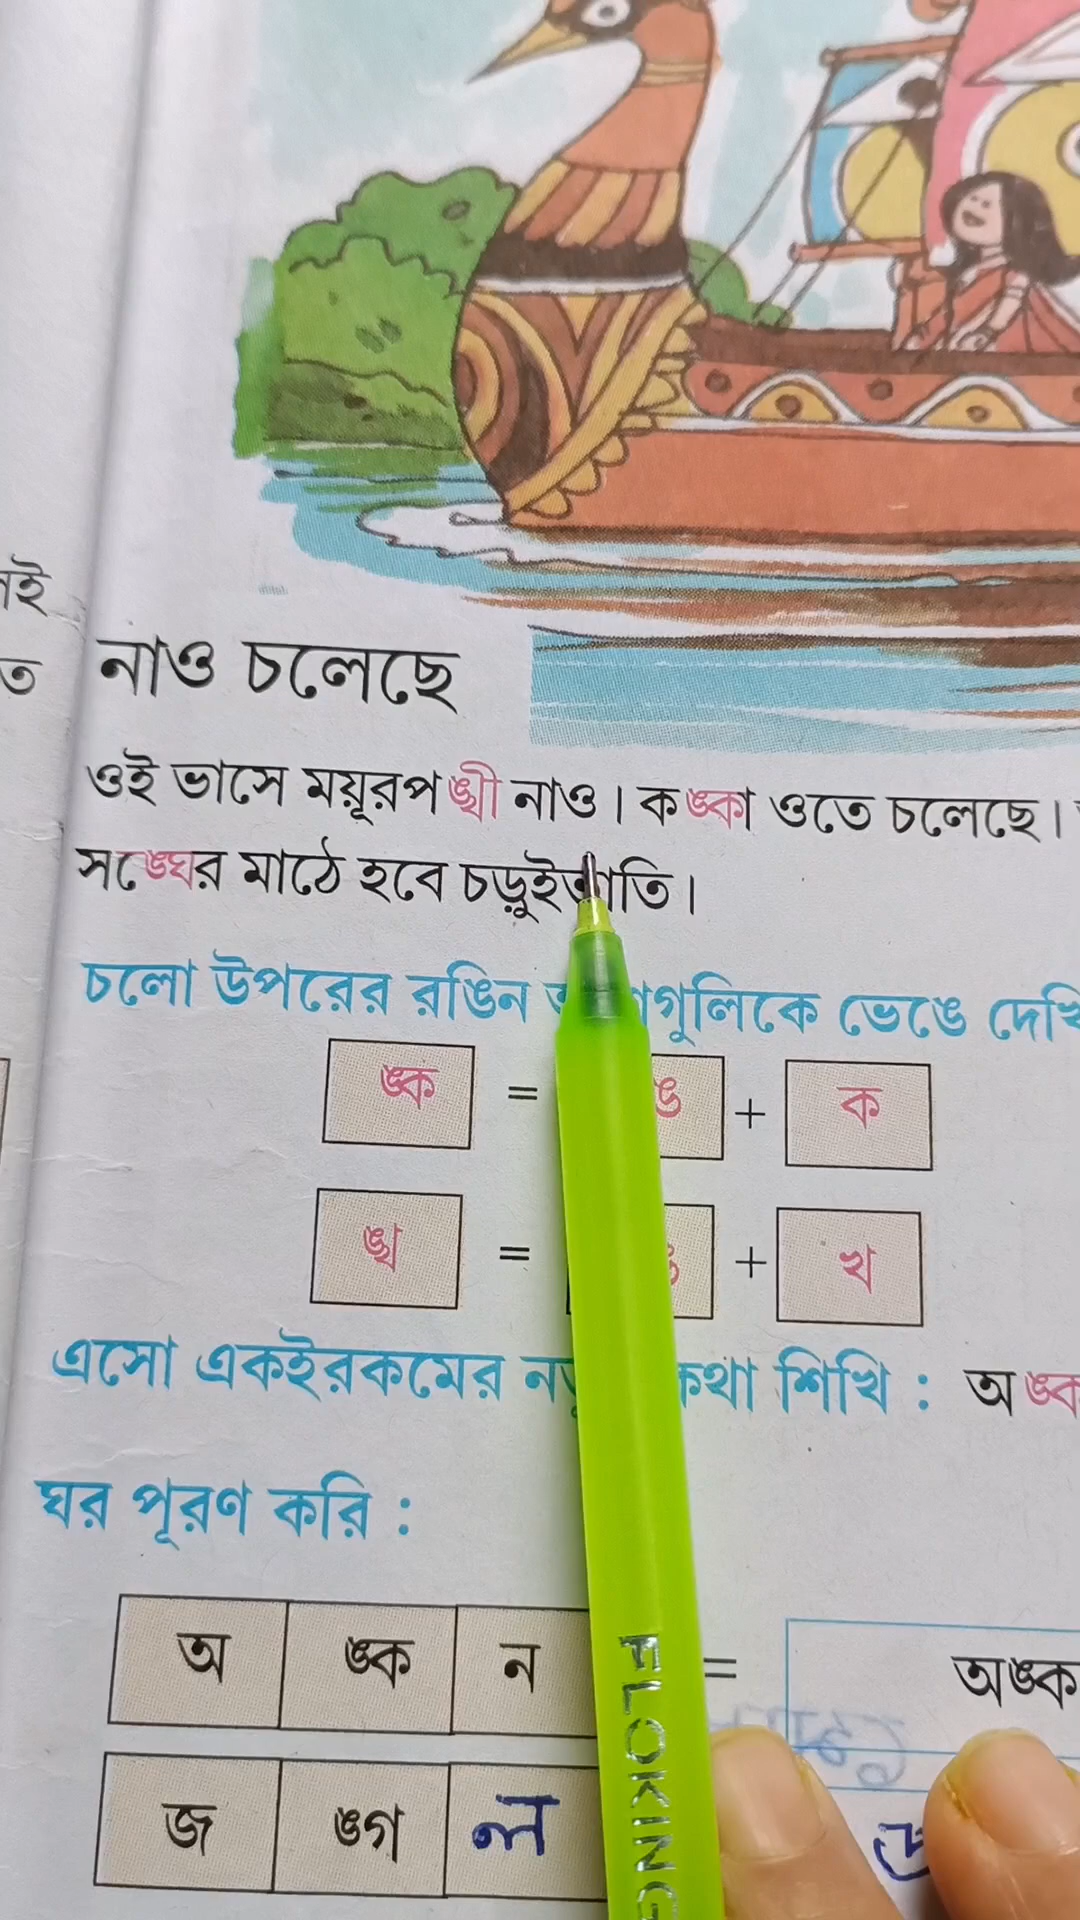 নাও চলেছে
ওই ভাসে ময়ূরপঙ্খী নাও। কঙ্কা ওতে চলেছে।
সঙ্ঘের মাঠে হবে চড়ুইভাতি।
চলো উপরের রঙিন গুলিকে ভেঙে দেখি
ঙ্ক = ঙ + ক
ঙ্খ = + খ
এসো একইরকমের কথা শিখি : অঙ্ক
ঘর পূরণ করি :
অ ঙ্ক ন = অঙ্ক
জ ঙ্গ ল
FLOKING